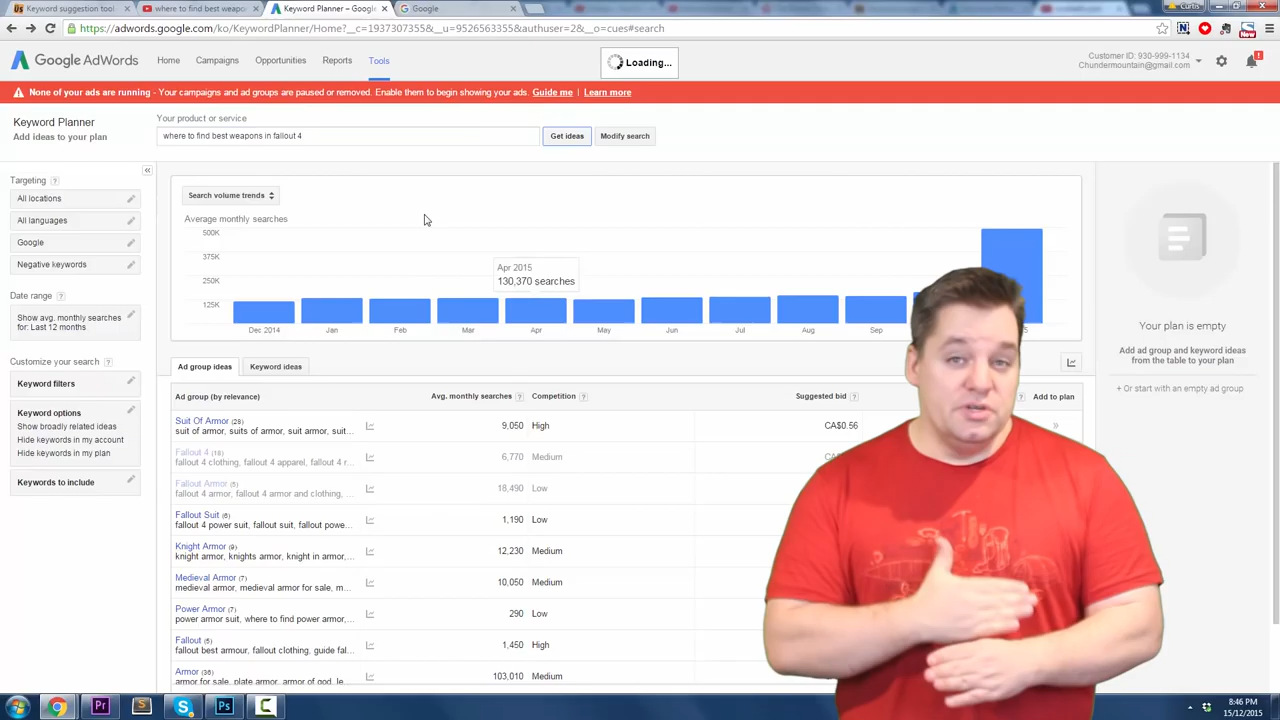 Keyword suggestion tool
where to find best weapon
Keyword Planner – Google
Google
Curtis
https://adwords.google.com/ko/KeywordPlanner/Home?__c=1937307355&__u=9526563355&authuser=2&__o=cues#search
New
Google AdWords
Home
Campaigns
Opportunities
Reports
Tools
Loading...
Customer ID: 930-999-1134
Chundermountain@gmail.com
None of your ads are running - Your campaigns and ad groups are paused or removed. Enable them to begin showing your ads. Guide me | Learn more
Keyword Planner
Add ideas to your plan
Your product or service
where to find best weapons in fallout 4
Get ideas
Modify search
Targeting ?
All locations
All languages
Google
Negative keywords
Date range ?
Show avg. monthly searches
for: Last 12 months
Customize your search ?
Keyword filters
Keyword options
Show broadly related ideas
Hide keywords in my account
Hide keywords in my plan
Keywords to include
Search volume trends
Average monthly searches
500K
375K
250K
125K
Apr 2015
130,370 searches
Dec 2014 Jan Feb Mar Apr May Jun Jul Aug Sep
Ad group ideas
Keyword ideas
Ad group (by relevance) Avg. monthly searches ? Competition ? Suggested bid ? ? Add to plan
Suit Of Armor (28) 9,050 High CA$0.56
suit of armor, suits of armor, suit armor, suit...
Fallout 4 (16) 6,770 Medium
fallout 4 clothing, fallout 4 apparel, fallout 4 r...
Fallout Armor (5) 18,490 Low
fallout 4 armor, fallout 4 armor and clothing, ...
Fallout Suit (6) 1,190 Low
fallout 4 power suit, fallout suit, fallout powe...
Knight Armor (9) 12,230 Medium
knight armor, knights armor, knight in armor, ...
Medieval Armor (7) 10,050 Medium
medieval armor, medieval armor for sale, m...
Power Armor (7) 290 Low
power armor suit, where to find power armor, ...
Fallout (5) 1,450 High
fallout best armour, fallout clothing, guide fal...
Armor (36) 103,010 Medium
armor for sale, plate armor, armor of god, le...
Your plan is empty
Add ad group and keyword ideas
from the table to your plan
+ Or start with an empty ad group
8:46 PM
15/12/2015